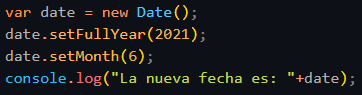 var date = new Date();
date.setFullYear(2021);
date.setMonth(6);
console.log("La nueva fecha es: "+date);